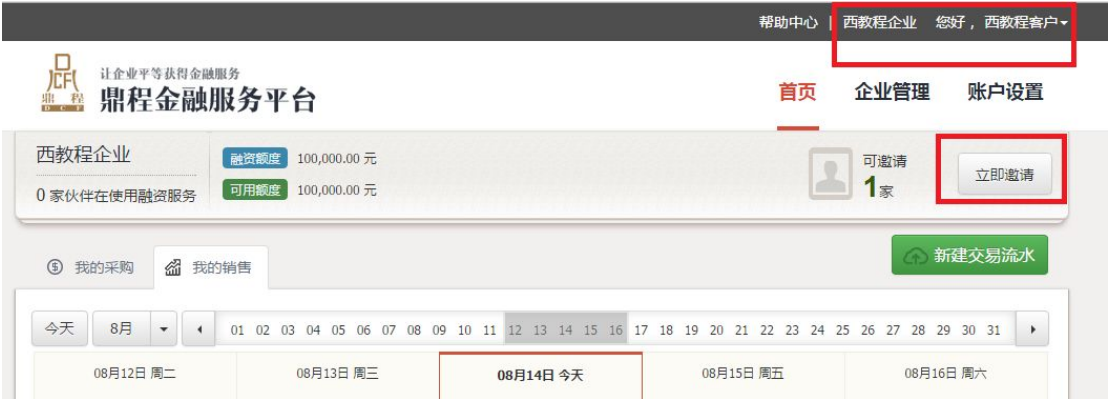 帮助中心 | 西教程企业 您好，西教程客户
DCF 让企业平等获得金融服务
鼎程 鼎程金融服务平台
DCF
首页 企业管理 账户设置
西教程企业 融资额度 100,000.00 元 可邀请 立即邀请
0 家伙伴在使用融资服务 可用额度 100,000.00 元 1家
新建交易流水
我的采购 我的销售
今天 8月 01 02 03 04 05 06 07 08 09 10 11 12 13 14 15 16 17 18 19 20 21 22 23 24 25 26 27 28 29 30 31
08月12日 周二 08月13日 周三 08月14日 今天 08月15日 周五 08月16日 周六